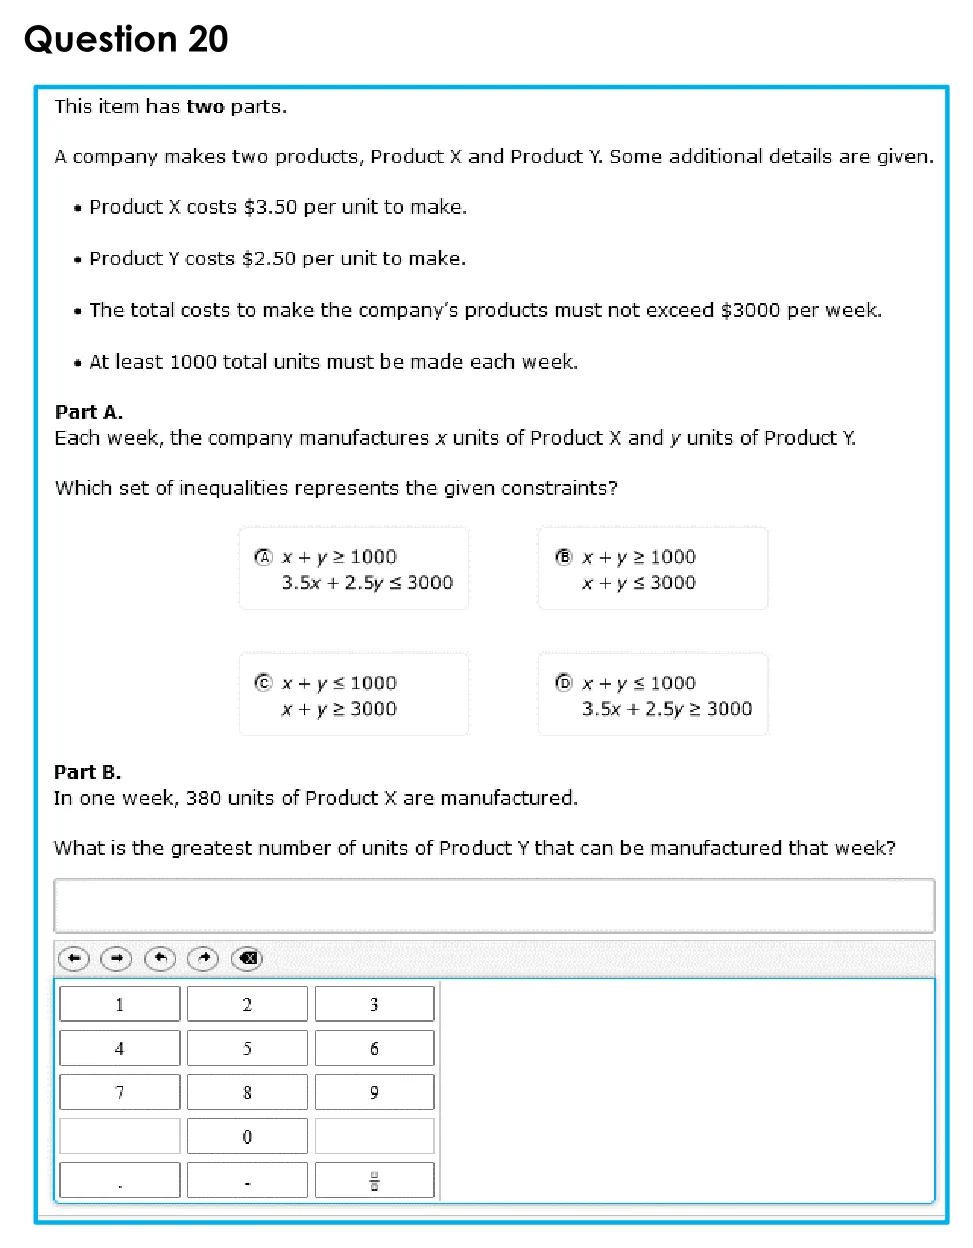 Question 20
This item has two parts.
A company makes two products, Product X and Product Y. Some additional details are given.
• Product X costs $3.50 per unit to make.
• Product Y costs $2.50 per unit to make.
• The total costs to make the company's products must not exceed $3000 per week.
• At least 1000 total units must be made each week.
Part A.
Each week, the company manufactures x units of Product X and y units of Product Y.
Which set of inequalities represents the given constraints?
Ⓐ x + y ≥ 1000
3.5x + 2.5y ≤ 3000
Ⓑ x + y ≥ 1000
x + y ≤ 3000
Ⓒ x + y ≤ 1000
x + y ≥ 3000
Ⓓ x + y ≤ 1000
3.5x + 2.5y ≥ 3000
Part B.
In one week, 380 units of Product X are manufactured.
What is the greatest number of units of Product Y that can be manufactured that week?
1 2 3
4 5 6
7 8 9
0
. -